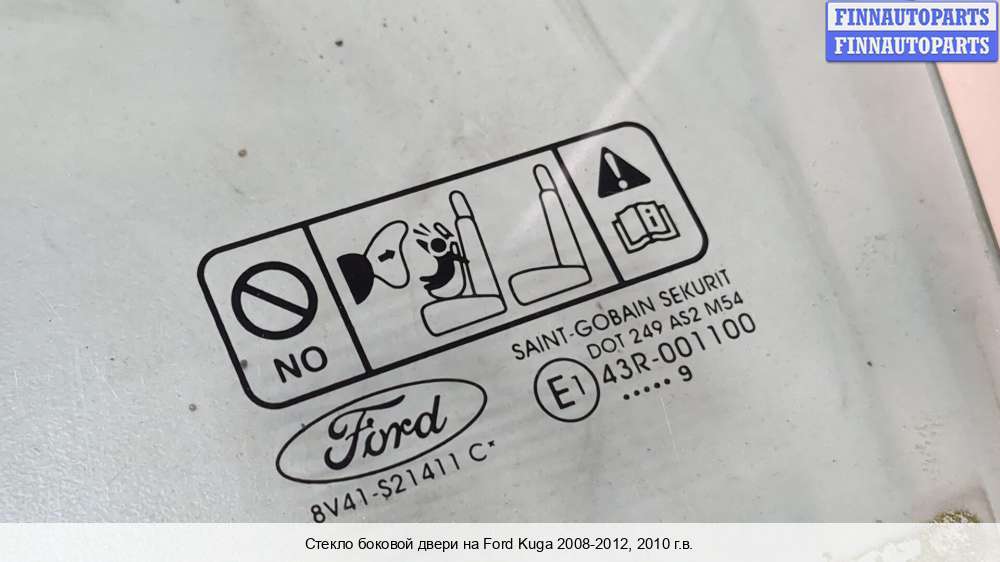 FINNAUTOPARTS
FINNAUTOPARTS
NO
SAINT-GOBAIN SEKURIT
DOT 249 AS2 M54
E1 43R-001100
..... 9
Ford
8V41-S21411 C*
Стекло боковой двери на Ford Kuga 2008-2012, 2010 г.в.